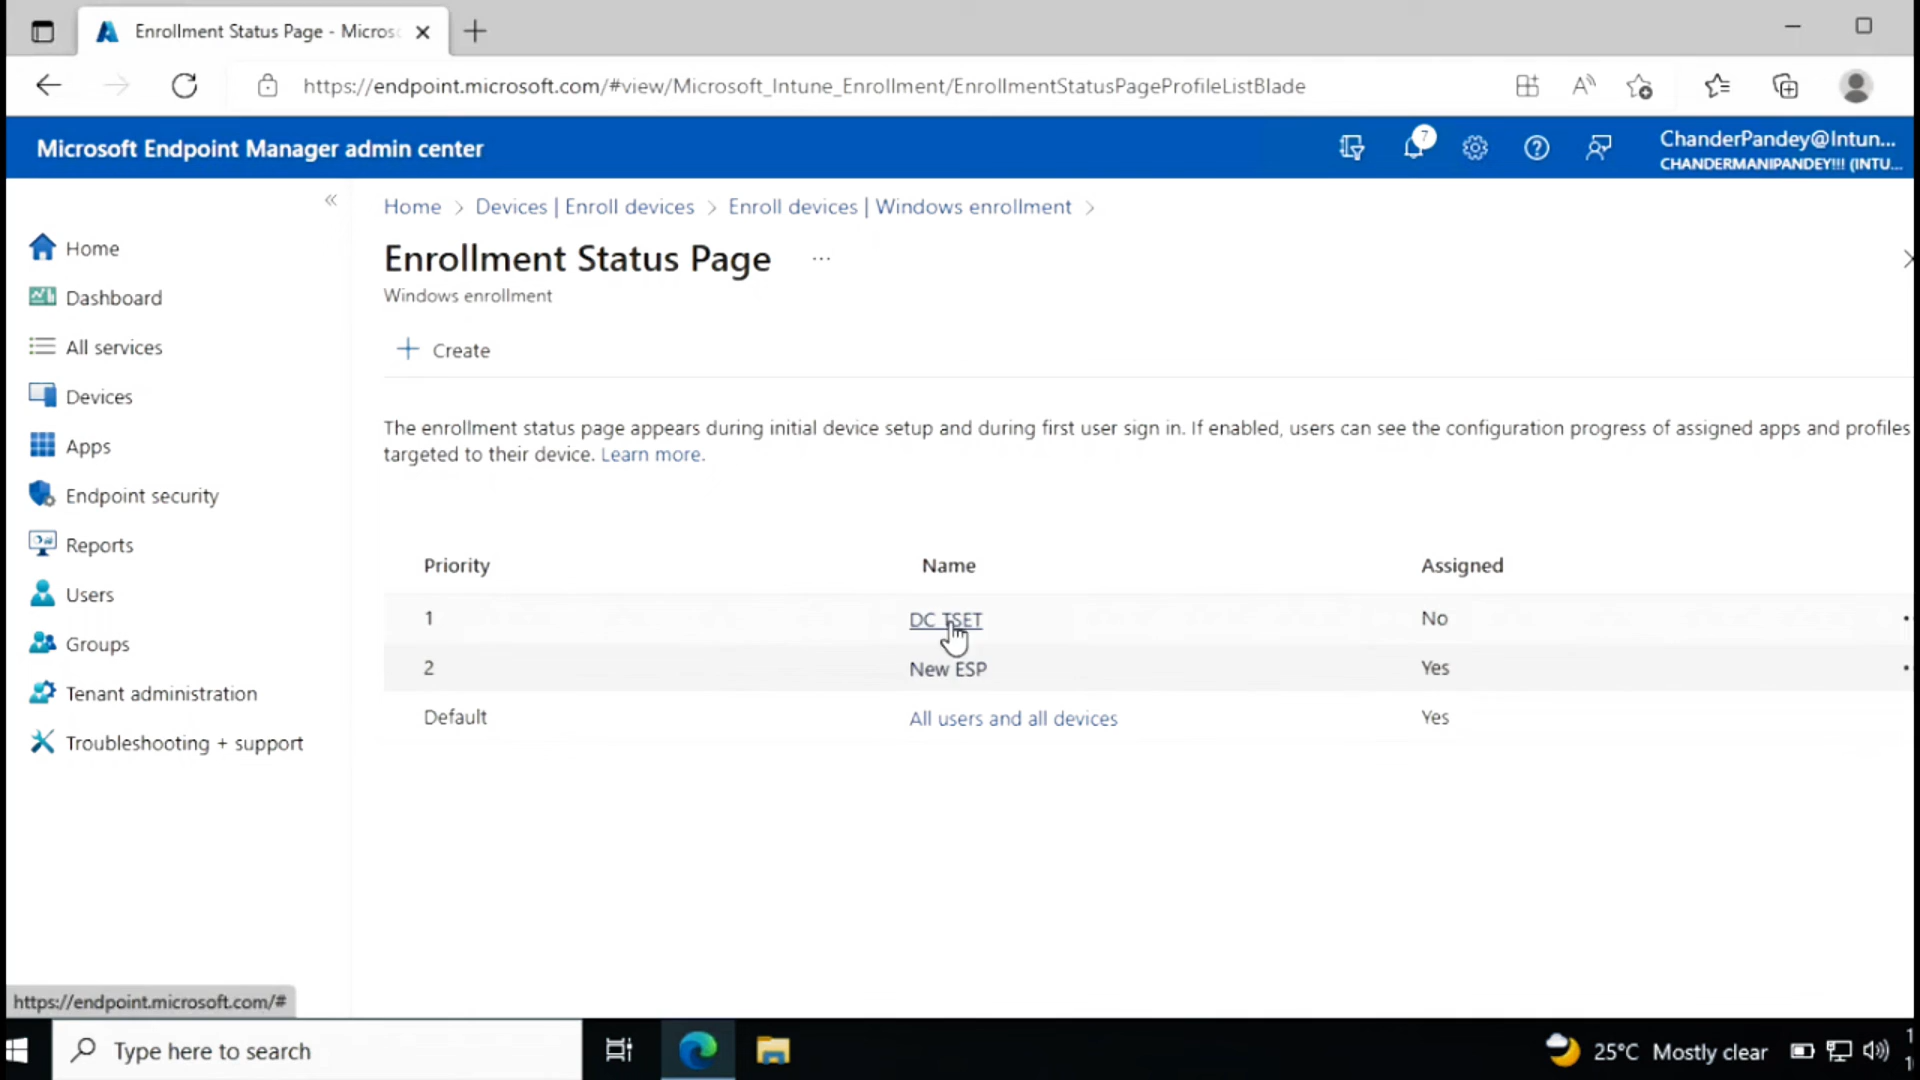 Enrollment Status Page - Micros
https://endpoint.microsoft.com/#view/Microsoft_Intune_Enrollment/EnrollmentStatusPageProfileListBlade
Microsoft Endpoint Manager admin center
7
ChanderPandey@Intun...
CHANDERMANIPANDEY!!! (INTU...
Home
Dashboard
All services
Devices
Apps
Endpoint security
Reports
Users
Groups
Tenant administration
Troubleshooting + support
Home > Devices | Enroll devices > Enroll devices | Windows enrollment >
Enrollment Status Page ...
Windows enrollment
+ Create
The enrollment status page appears during initial device setup and during first user sign in. If enabled, users can see the configuration progress of assigned apps and profiles
targeted to their device. Learn more.
Priority Name Assigned
1 DC TSET No
2 New ESP Yes
Default All users and all devices Yes
https://endpoint.microsoft.com/#
Type here to search
25°C Mostly clear